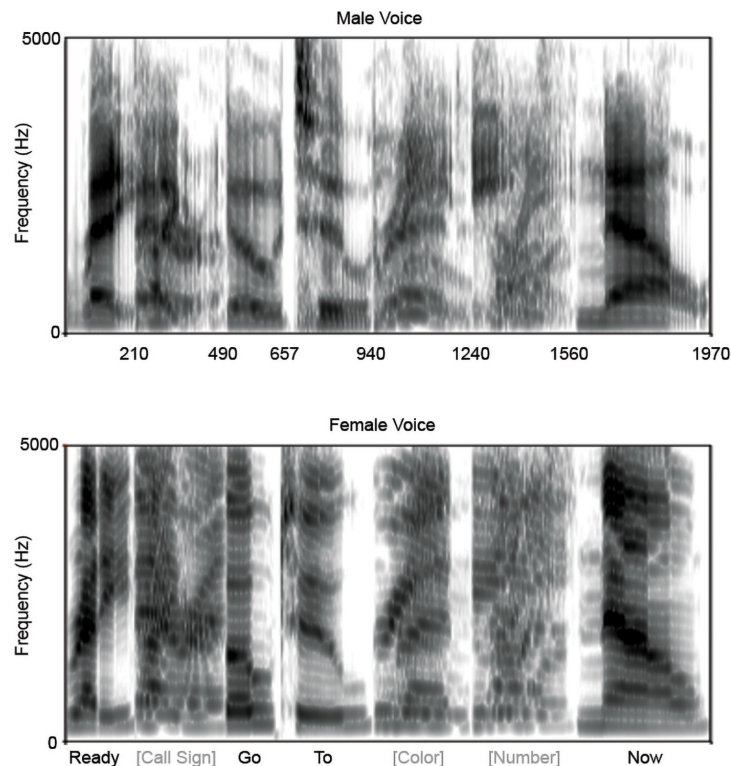 Male Voice
5000
Frequency (Hz)
0
210 490 657 940 1240 1560 1970
Female Voice
5000
Frequency (Hz)
0
Ready [Call Sign] Go To [Color] [Number] Now